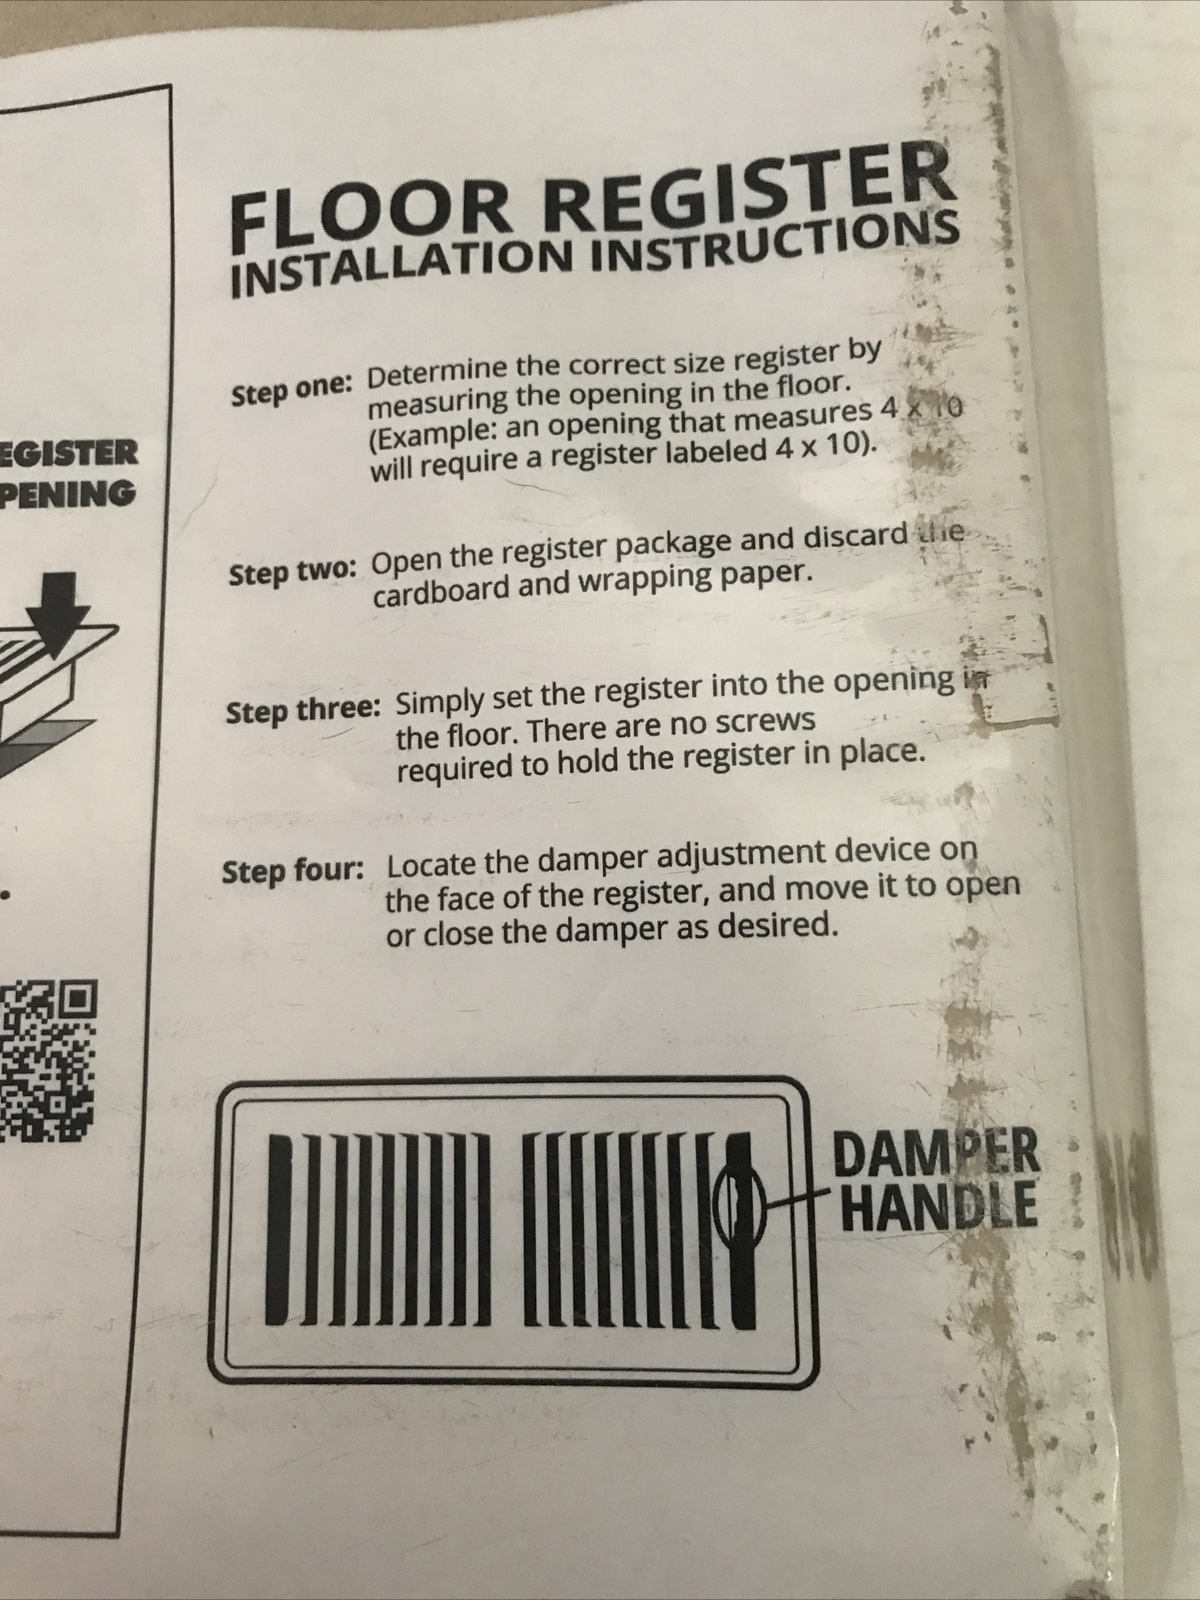 EGISTER
PENING
.
FLOOR REGISTER
INSTALLATION INSTRUCTIONS
Step one: Determine the correct size register by
measuring the opening in the floor.
(Example: an opening that measures 4 x 10
will require a register labeled 4 x 10).
Step two: Open the register package and discard the
cardboard and wrapping paper.
Step three: Simply set the register into the opening in
the floor. There are no screws
required to hold the register in place.
Step four: Locate the damper adjustment device on
the face of the register, and move it to open
or close the damper as desired.
DAMPER
HANDLE